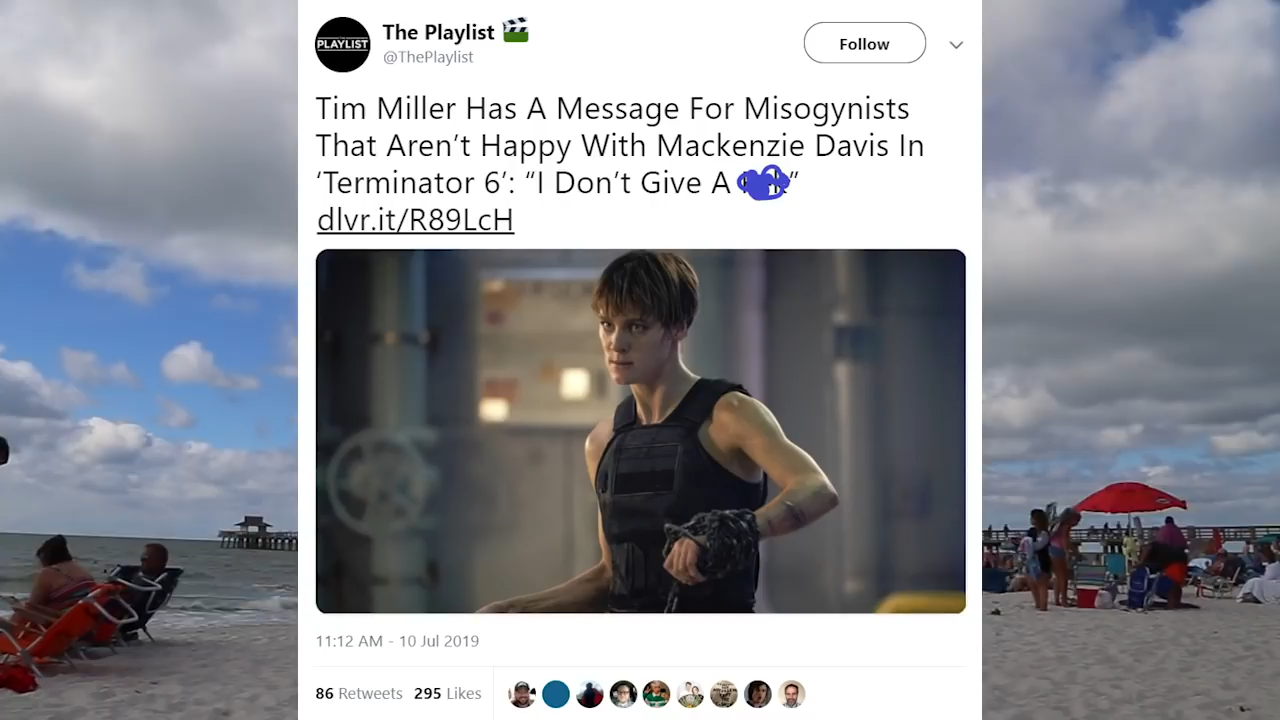 The Playlist
@ThePlaylist
PLAYLIST
Follow
Tim Miller Has A Message For Misogynists
That Aren’t Happy With Mackenzie Davis In
‘Terminator 6’: “I Don’t Give A ”
dlvr.it/R89LcH
11:12 AM - 10 Jul 2019
86 Retweets 295 Likes